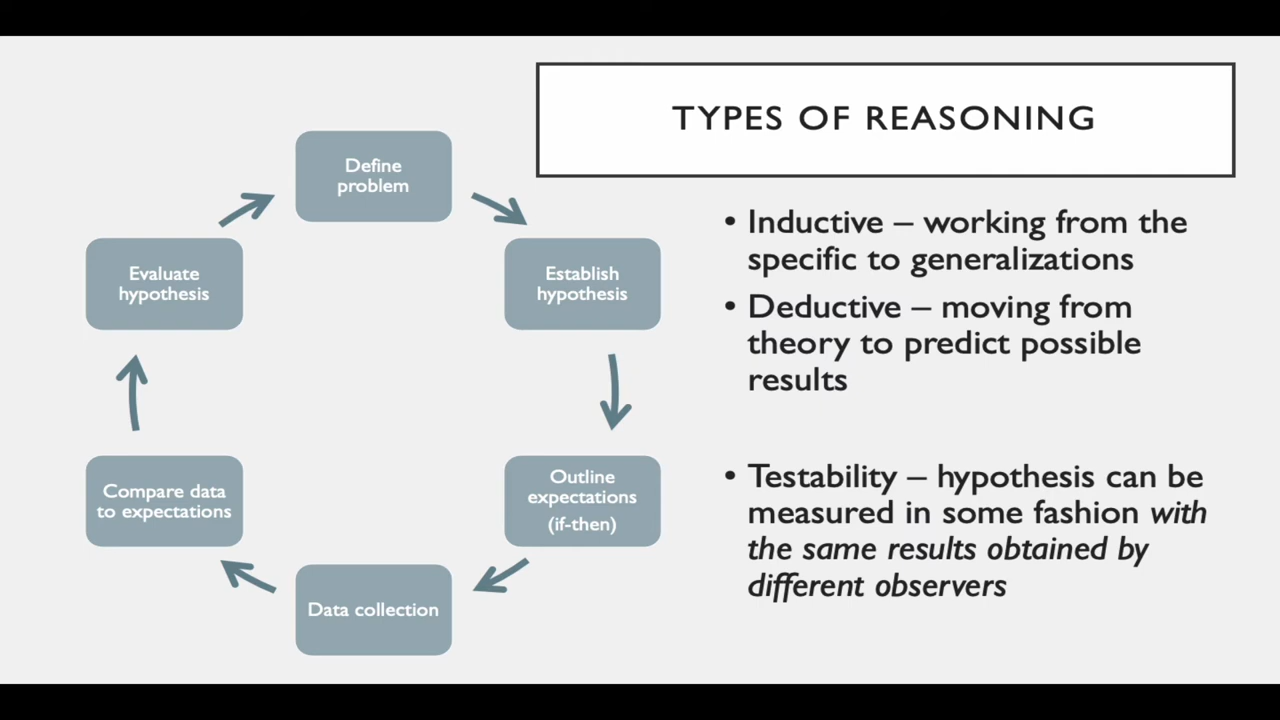 TYPES OF REASONING
Define
problem
Establish
hypothesis
Outline
expectations
(if-then)
Data collection
Compare data
to expectations
Evaluate
hypothesis
• Inductive – working from the
specific to generalizations
• Deductive – moving from
theory to predict possible
results
• Testability – hypothesis can be
measured in some fashion with
the same results obtained by
different observers